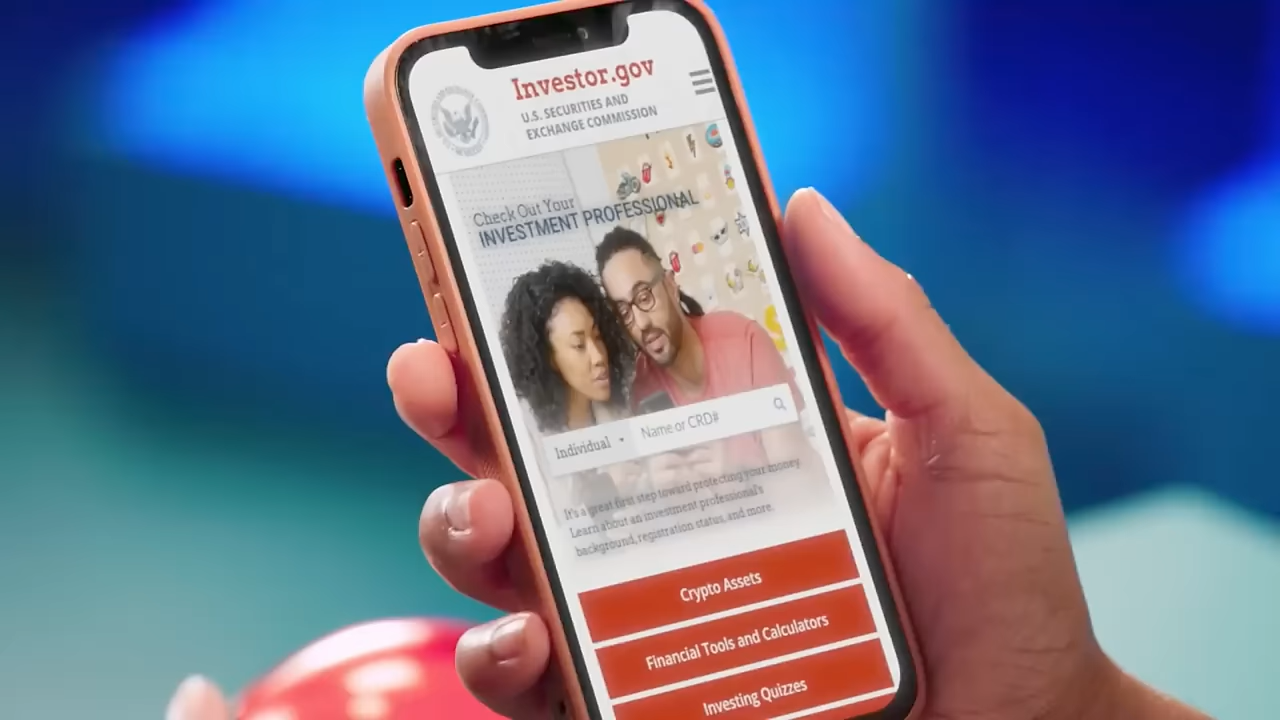 Investor.gov
U.S. SECURITIES AND
EXCHANGE COMMISSION
Check Out Your
INVESTMENT PROFESSIONAL
Individual
Name or CRD#
It's a great first step toward protecting your money.
Learn about an investment professional's
background, registration status, and more.
Crypto Assets
Financial Tools and Calculators
Investing Quizzes